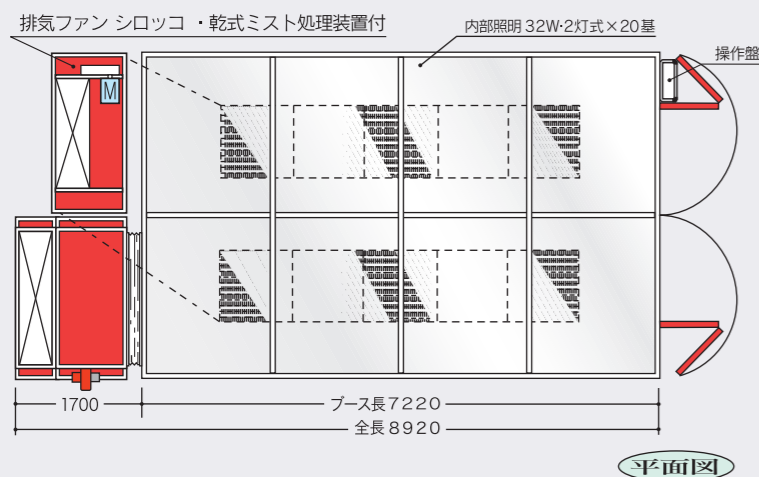 排気ファン シロッコ ・乾式ミスト処理装置付
内部照明 32W・2灯式×20基
操作盤
M
1700
ブース長7220
全長8920
平面図